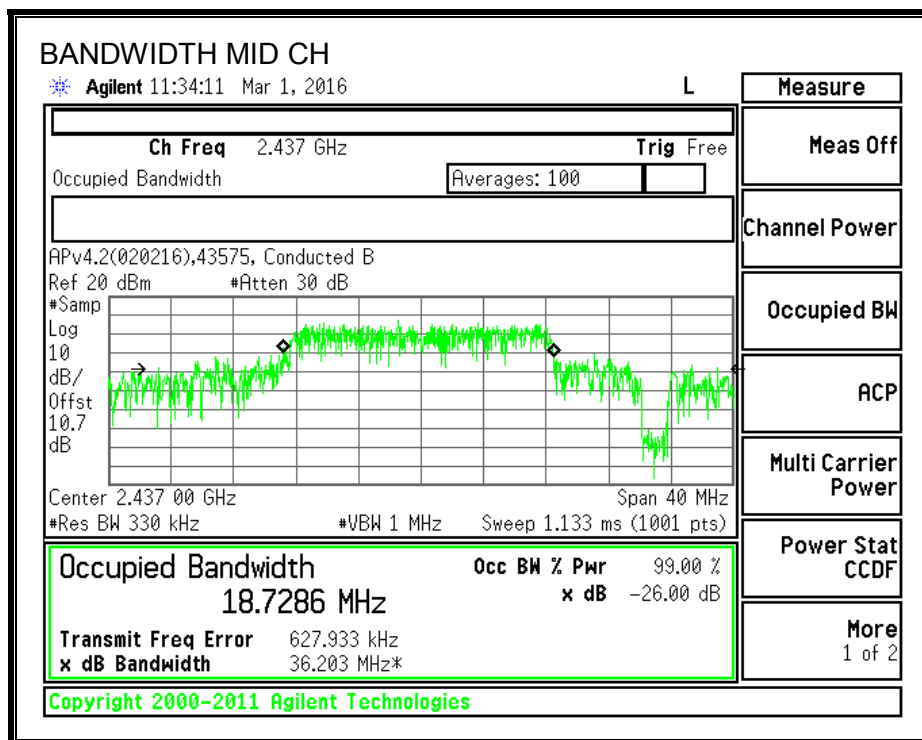 BANDWIDTH MID CH
Agilent 11:34:11 Mar 1, 2016 L
Measure
Ch Freq 2.437 GHz Trig Free
Meas Off
Occupied Bandwidth Averages: 100
Channel Power
APv4.2(020216),43575, Conducted B
Ref 20 dBm #Atten 30 dB
#Samp
Log
10
dB/
Offst
10.7
dB
Occupied BW
ACP
Multi Carrier
Power
Center 2.437 00 GHz Span 40 MHz
#Res BW 330 kHz #VBW 1 MHz Sweep 1.133 ms (1001 pts)
Power Stat
CCDF
Occupied Bandwidth Occ BW % Pwr 99.00 %
18.7286 MHz x dB -26.00 dB
Transmit Freq Error 627.933 kHz
x dB Bandwidth 36.203 MHz*
More
1 of 2
Copyright 2000-2011 Agilent Technologies